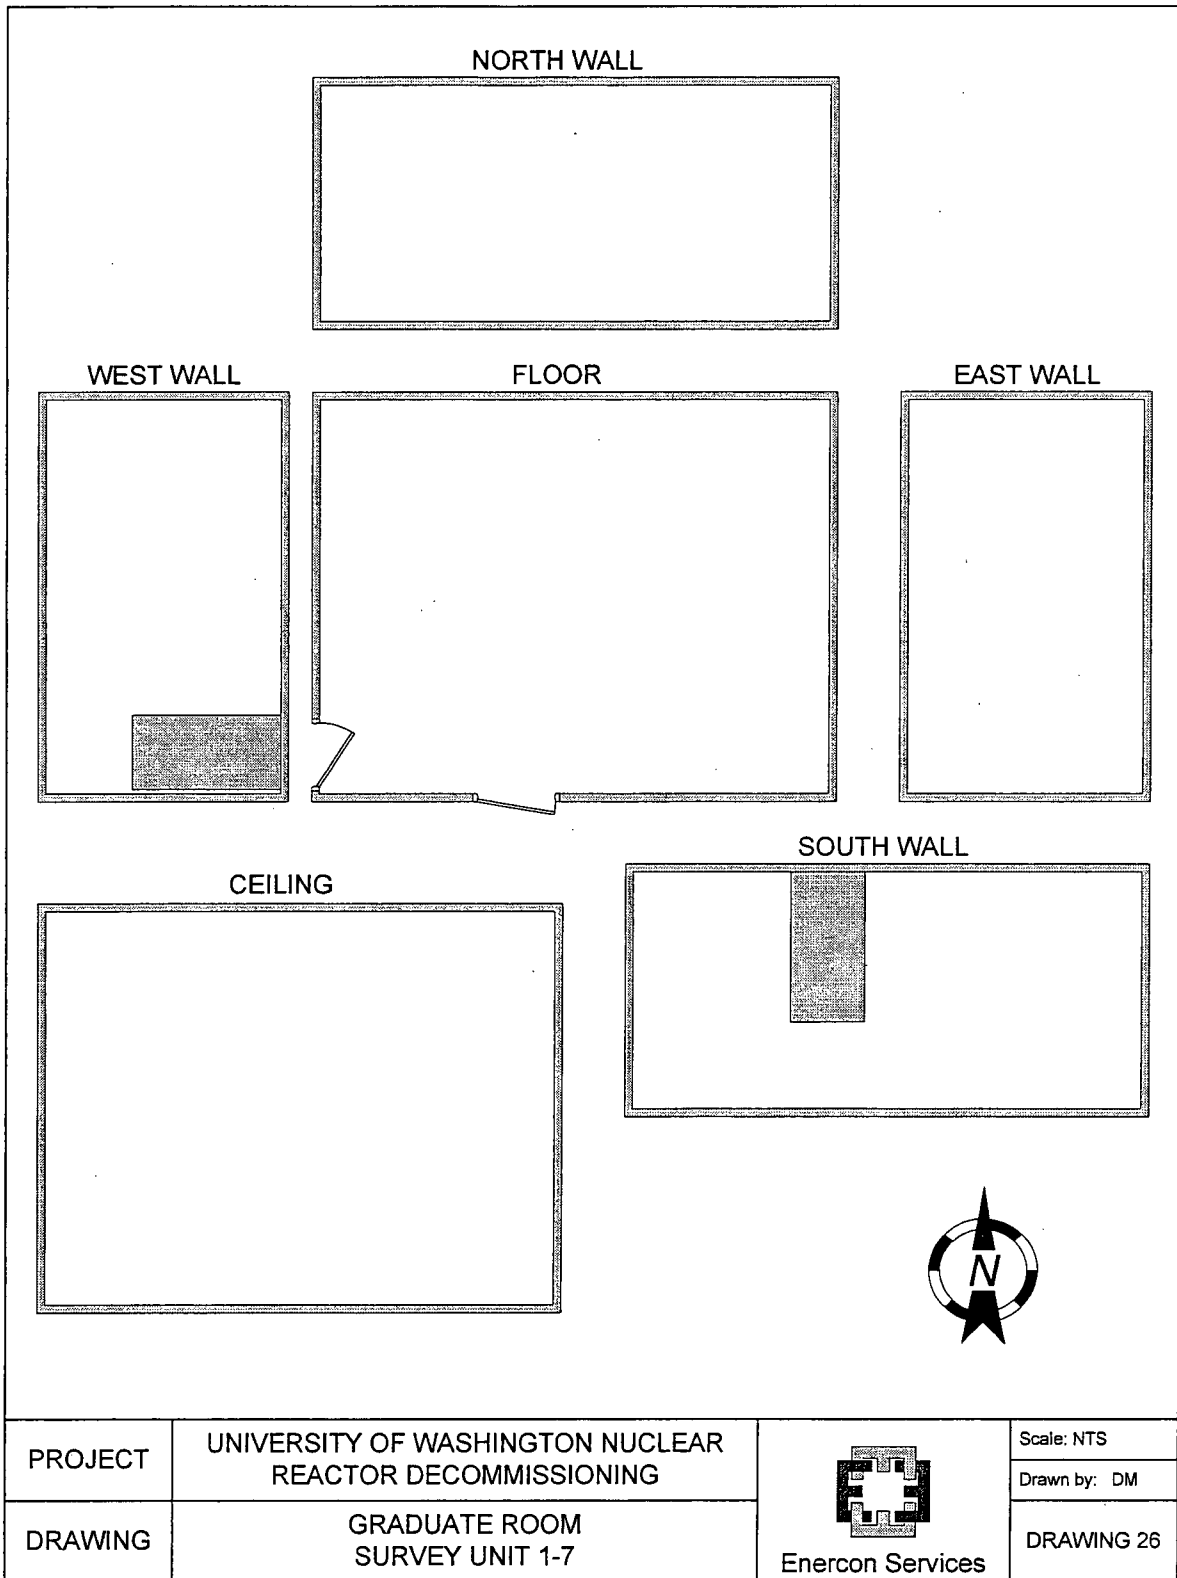 NORTH WALL
WEST WALL
FLOOR
EAST WALL
SOUTH WALL
CEILING
N
PROJECT
UNIVERSITY OF WASHINGTON NUCLEAR
REACTOR DECOMMISSIONING
DRAWING
GRADUATE ROOM
SURVEY UNIT 1-7
Enercon Services
Scale: NTS
Drawn by: DM
DRAWING 26